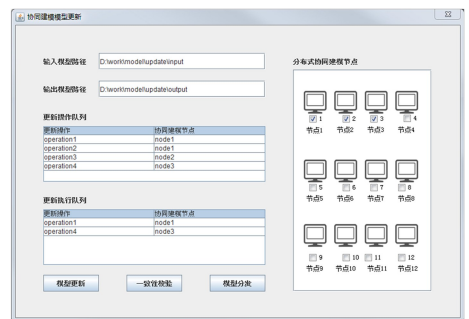 协同建模模型更新
输入模型路径 D:\work\model\update\input
输出模型路径 D:\work\model\update\output
更新操作队列
更新操作 协同建模节点
operation1 node1
operation2 node1
operation3 node2
operation4 node3
更新执行队列
更新操作 协同建模节点
operation1 node1
operation4 node3
模型更新 一致性校验 模型分发
分布式协同建模节点
1 2 3 4
节点1 节点2 节点3 节点4
5 6 7 8
节点5 节点6 节点7 节点8
9 10 11 12
节点9 节点10 节点11 节点12